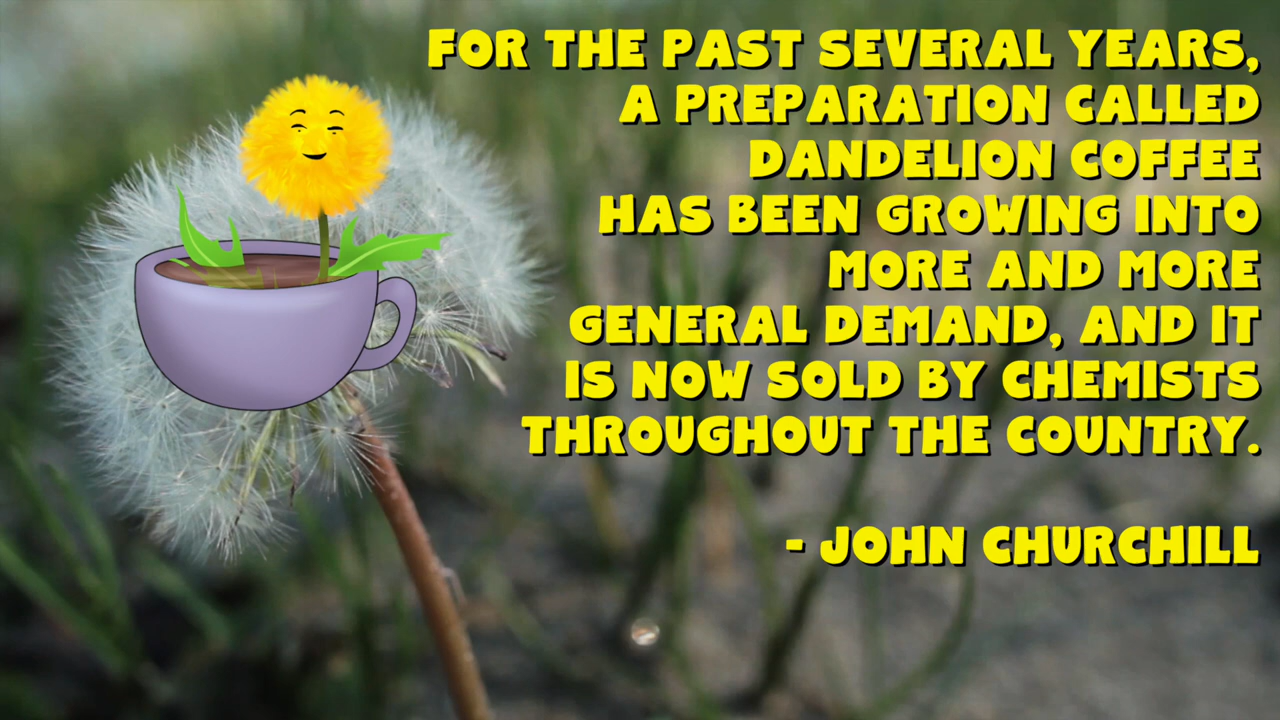 FOR THE PAST SEVERAL YEARS,
A PREPARATION CALLED
DANDELION COFFEE
HAS BEEN GROWING INTO
MORE AND MORE
GENERAL DEMAND, AND IT
IS NOW SOLD BY CHEMISTS
THROUGHOUT THE COUNTRY.
- JOHN CHURCHILL